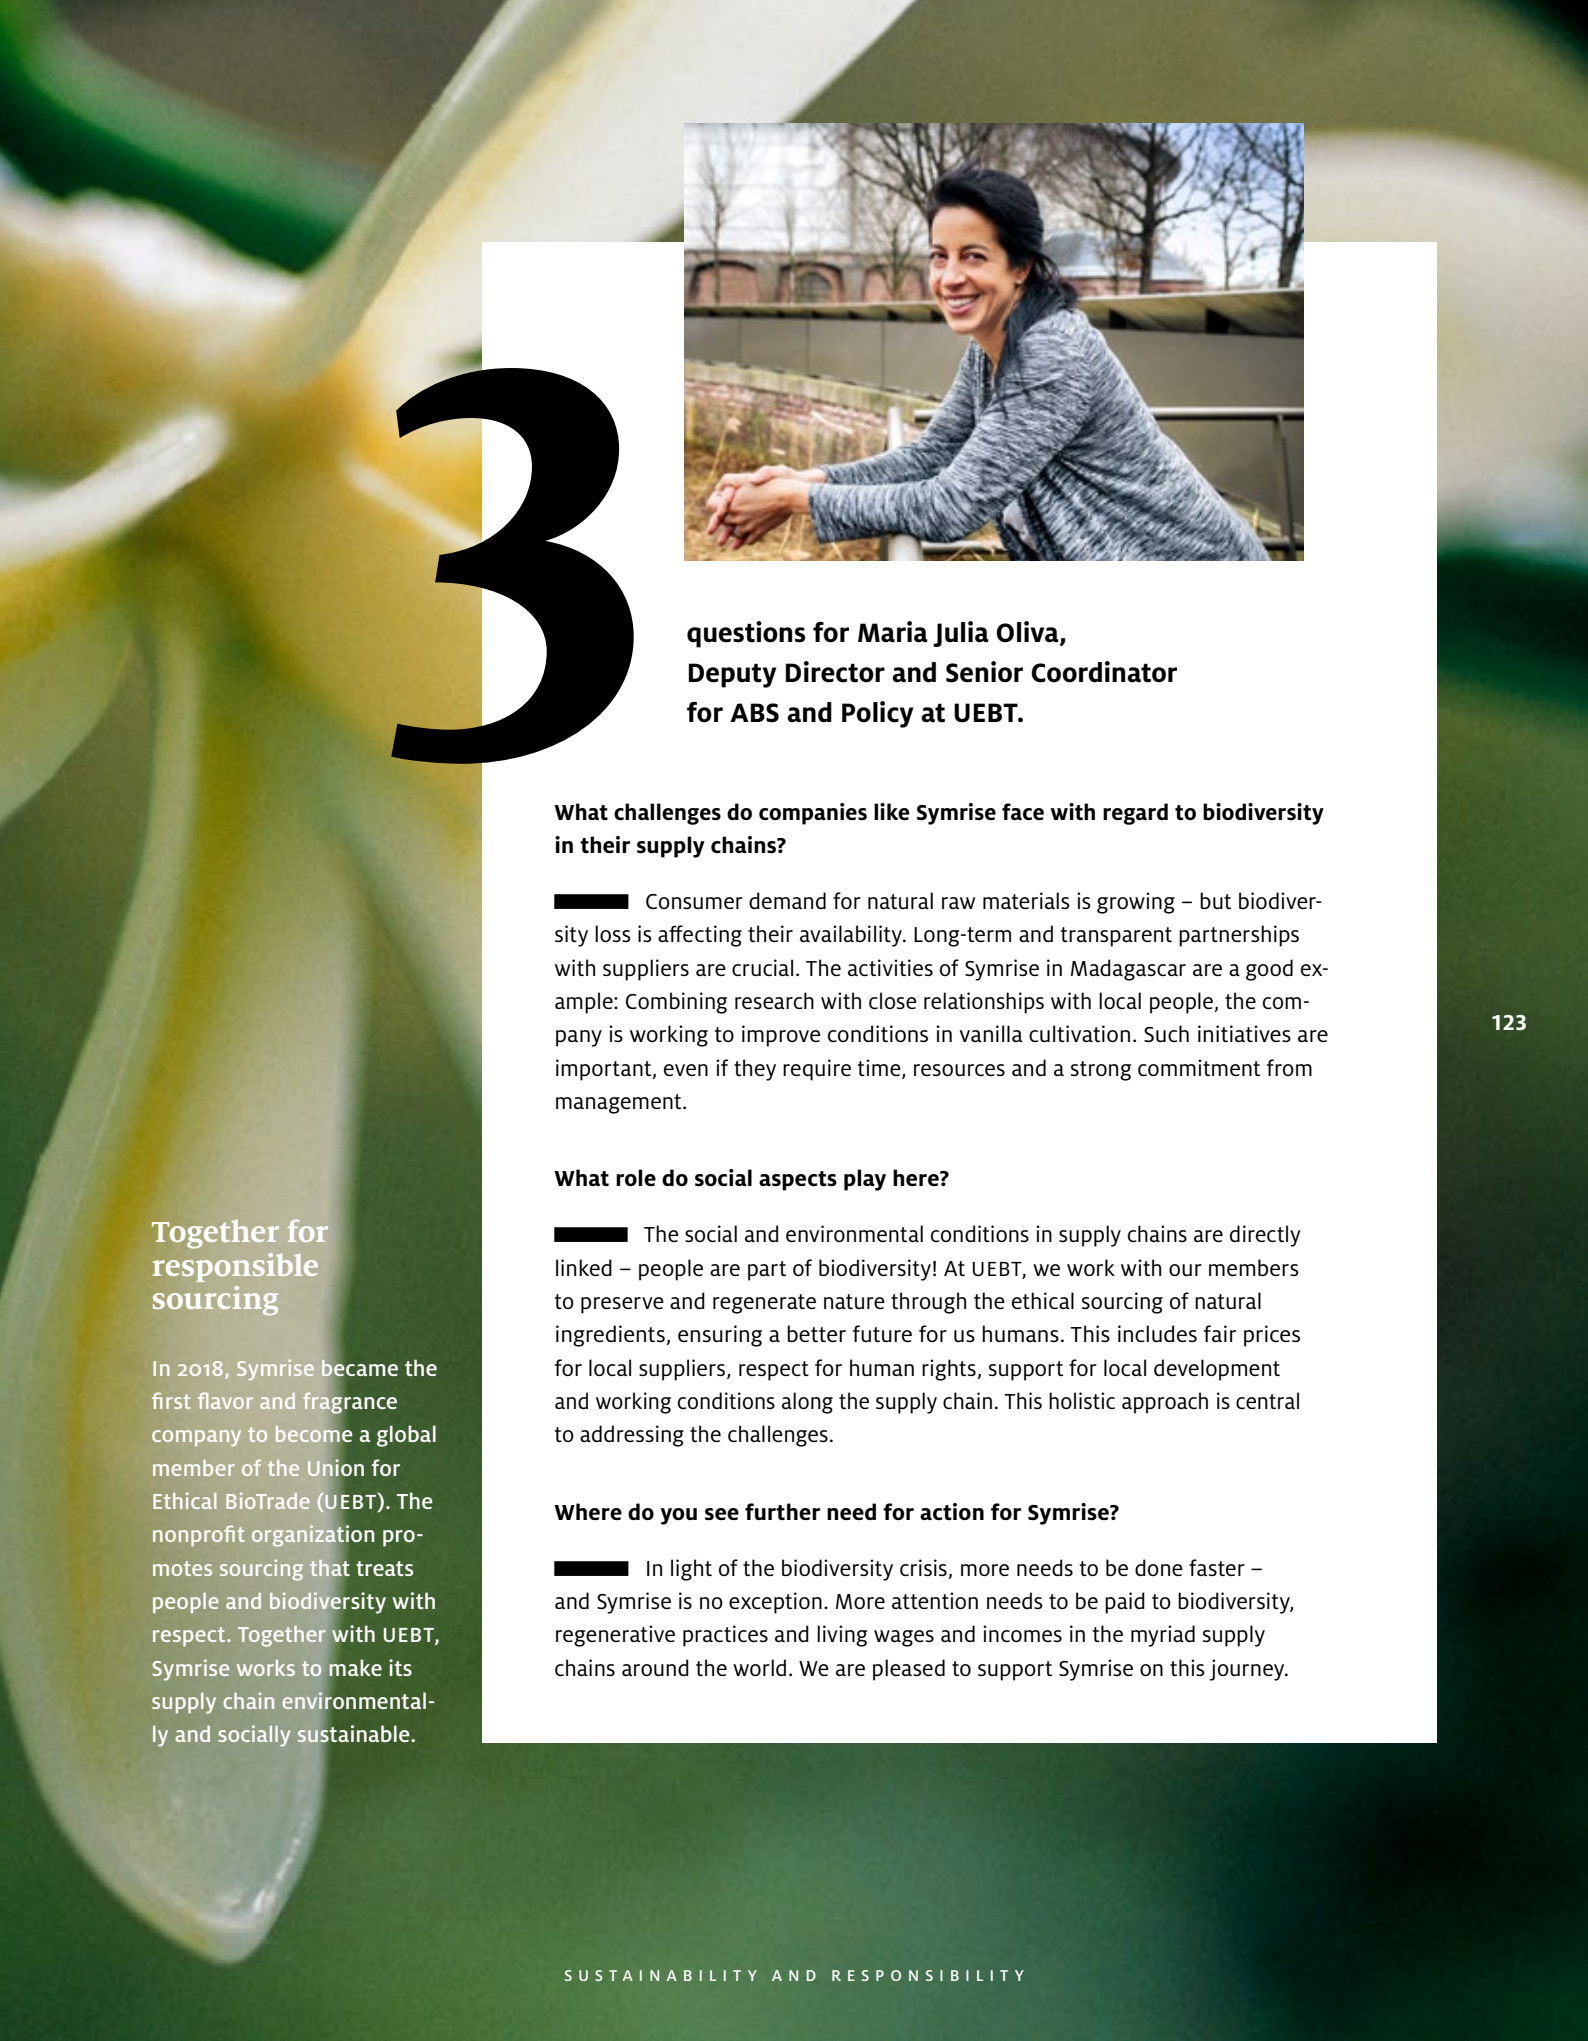 3
questions for Maria Julia Oliva,
Deputy Director and Senior Coordinator
for ABS and Policy at UEBT.
What challenges do companies like Symrise face with regard to biodiversity
in their supply chains?
Consumer demand for natural raw materials is growing – but biodiver-
sity loss is affecting their availability. Long-term and transparent partnerships
with suppliers are crucial. The activities of Symrise in Madagascar are a good ex-
ample: Combining research with close relationships with local people, the com-
pany is working to improve conditions in vanilla cultivation. Such initiatives are
important, even if they require time, resources and a strong commitment from
management.
What role do social aspects play here?
The social and environmental conditions in supply chains are directly
linked – people are part of biodiversity! At UEBT, we work with our members
to preserve and regenerate nature through the ethical sourcing of natural
ingredients, ensuring a better future for us humans. This includes fair prices
for local suppliers, respect for human rights, support for local development
and working conditions along the supply chain. This holistic approach is central
to addressing the challenges.
Where do you see further need for action for Symrise?
In light of the biodiversity crisis, more needs to be done faster –
and Symrise is no exception. More attention needs to be paid to biodiversity,
regenerative practices and living wages and incomes in the myriad supply
chains around the world. We are pleased to support Symrise on this journey.
Together for
responsible
sourcing
In 2018, Symrise became the
first flavor and fragrance
company to become a global
member of the Union for
Ethical BioTrade (UEBT). The
nonprofit organization pro-
motes sourcing that treats
people and biodiversity with
respect. Together with UEBT,
Symrise works to make its
supply chain environmental-
ly and socially sustainable.
123
SUSTAINABILITY AND RESPONSIBILITY